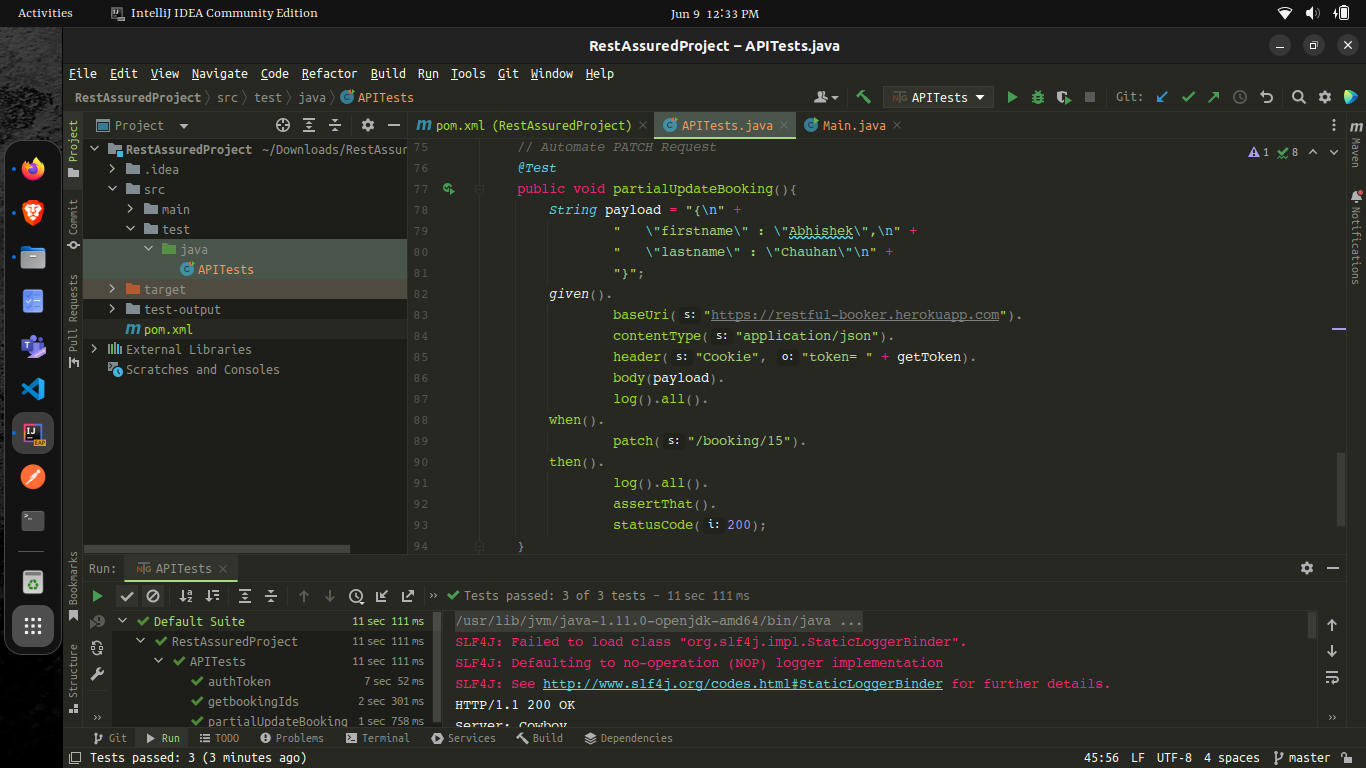 Activities IntelliJ IDEA Community Edition Jun 9 12:33 PM
RestAssuredProject – APITests.java
File Edit View Navigate Code Refactor Build Run Tools Git Window Help
RestAssuredProject src test java APITests APITests Git:
Project pom.xml (RestAssuredProject) APITests.java Main.java
RestAssuredProject ~/Downloads/RestAssur
.idea
src
main
test
java
APITests
target
test-output
pom.xml
External Libraries
Scratches and Consoles
Project
Commit
Pull Requests
Bookmarks
Structure
Maven
Notifications
1 8
75 // Automate PATCH Request
76 @Test
77 public void partialUpdateBooking(){
78 String payload = "{\n" +
79 " \"firstname\" : \"Abhishek\",\n" +
80 " \"lastname\" : \"Chauhan\"\n" +
81 "}";
82 given().
83 baseUri( s: "https://restful-booker.herokuapp.com").
84 contentType( s: "application/json").
85 header( s: "Cookie", o: "token= " + getToken).
86 body(payload).
87 log().all().
88 when().
89 patch( s: "/booking/15").
90 then().
91 log().all().
92 assertThat().
93 statusCode( i: 200);
94 }
Run: APITests
Tests passed: 3 of 3 tests – 11 sec 111 ms
Default Suite 11 sec 111 ms
RestAssuredProject 11 sec 111 ms
APITests 11 sec 111 ms
authToken 7 sec 52 ms
getbookingIds 2 sec 301 ms
partialUpdateBooking 1 sec 758 ms
/usr/lib/jvm/java-1.11.0-openjdk-amd64/bin/java ...
SLF4J: Failed to load class "org.slf4j.impl.StaticLoggerBinder".
SLF4J: Defaulting to no-operation (NOP) logger implementation
SLF4J: See http://www.slf4j.org/codes.html#StaticLoggerBinder for further details.
HTTP/1.1 200 OK
Server: Cowboy
Git Run TODO Problems Terminal Services Build Dependencies
Tests passed: 3 (3 minutes ago) 45:56 LF UTF-8 4 spaces master